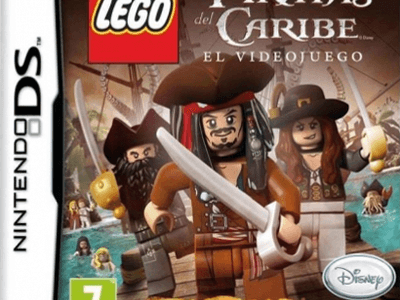 LEGO
PIRATAS
del
CARIBE
EL VIDEOJUEGO
NINTENDO DS
7
Disney